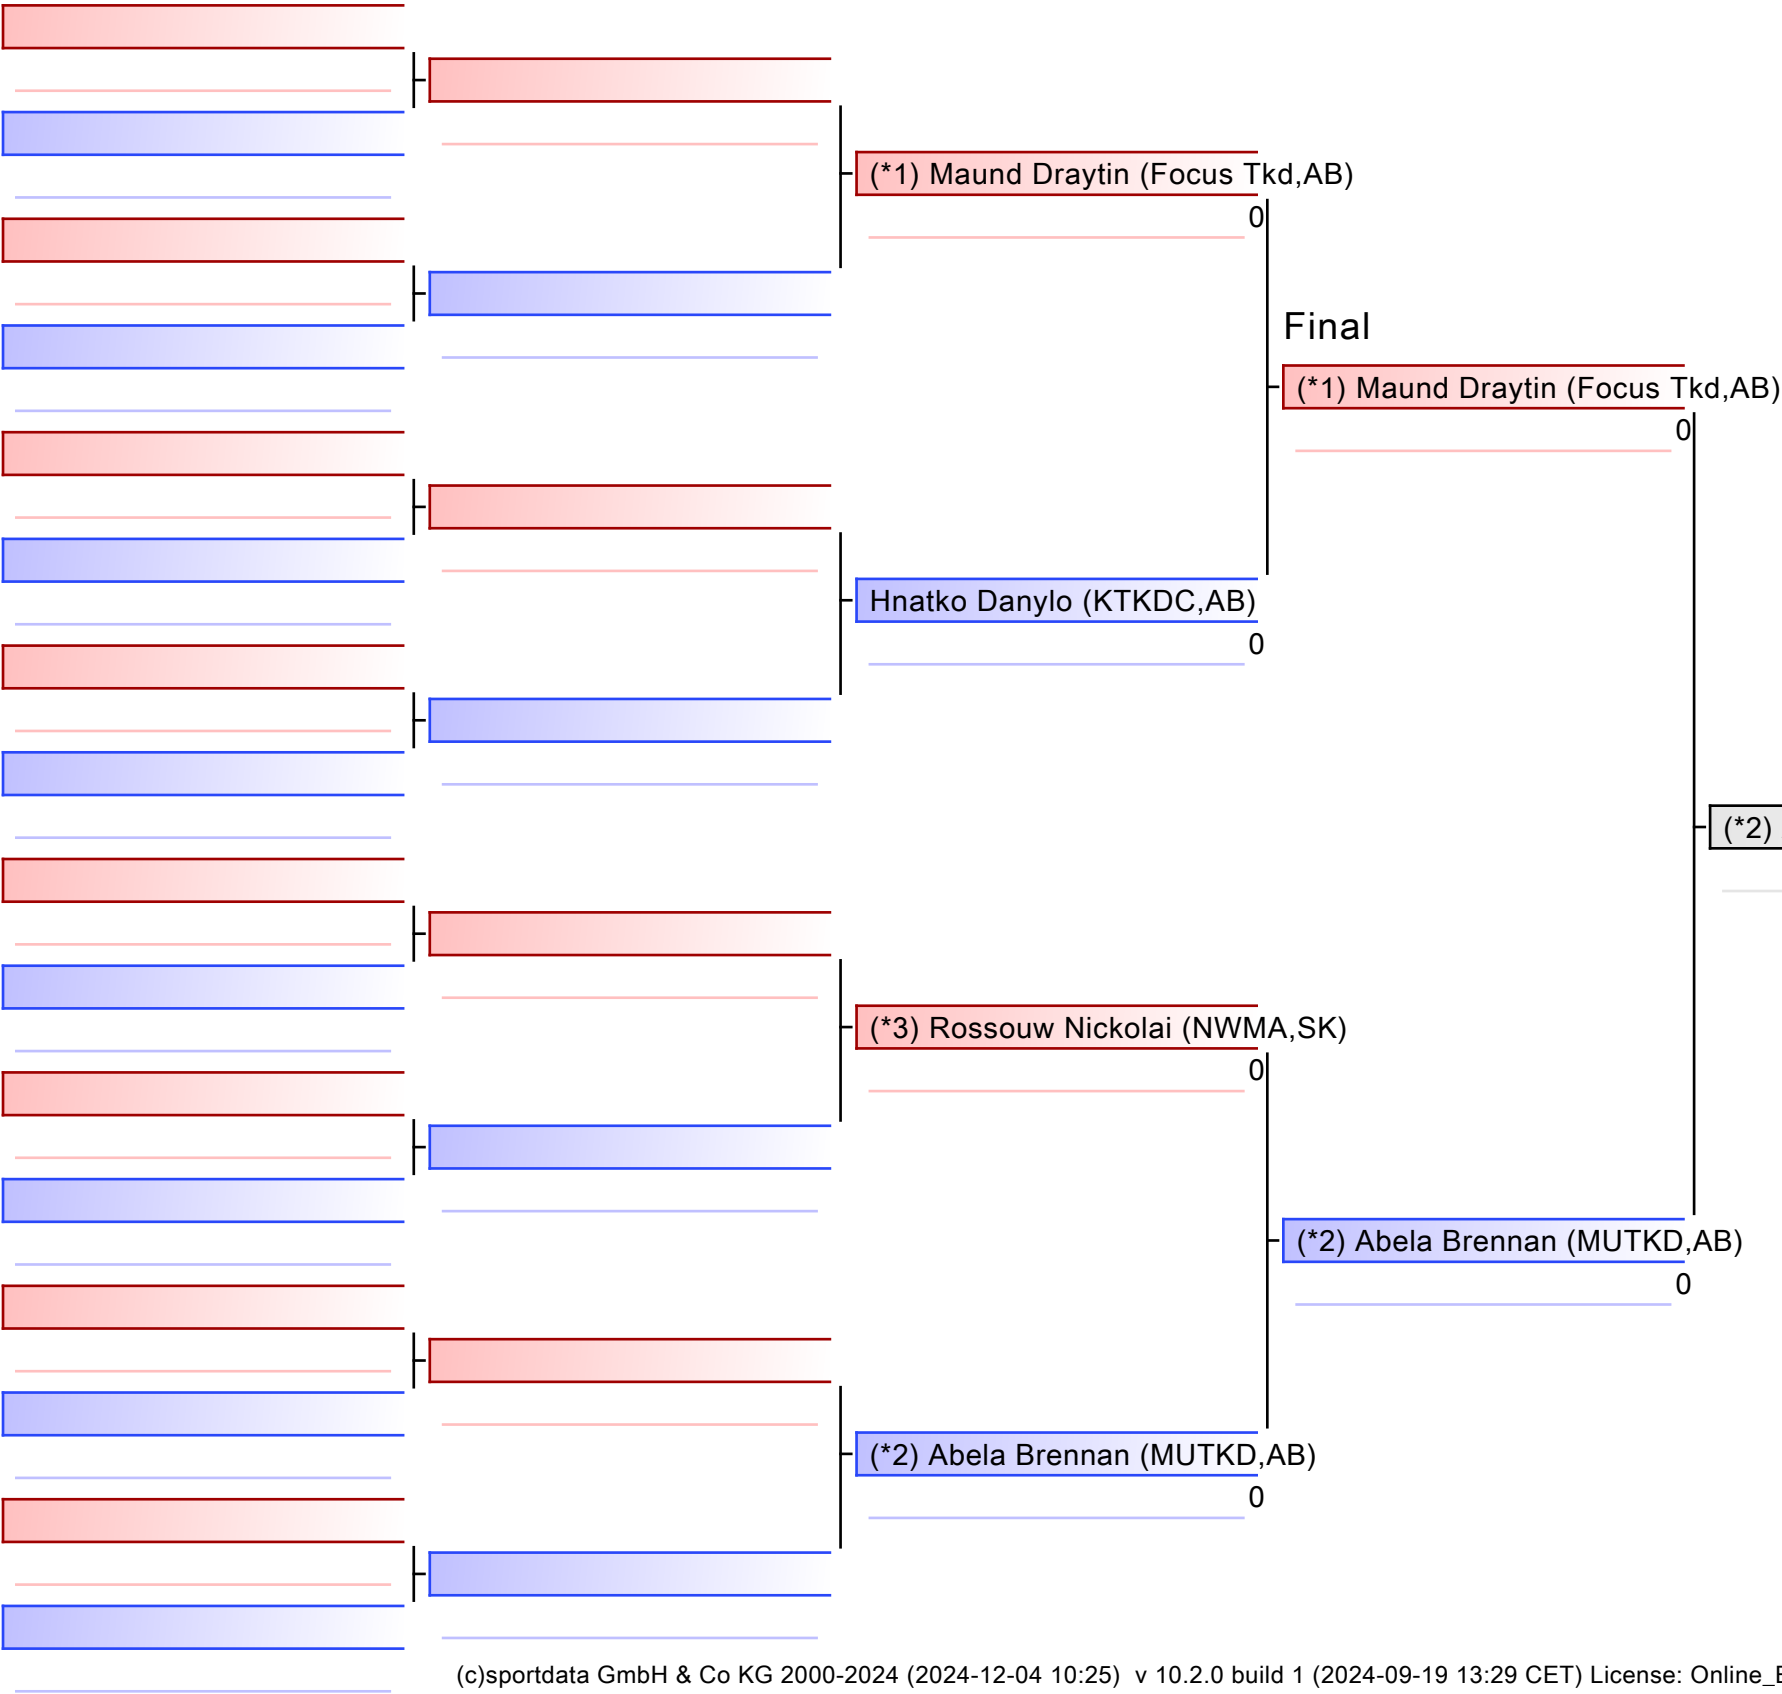 (*1) Maund Draytin (Focus Tkd,AB)
0
Final
(*1) Maund Draytin (Focus Tkd,AB)
0
Hnatko Danylo (KTKDC,AB)
0
(*2)
(*3) Rossouw Nickolai (NWMA,SK)
0
(*2) Abela Brennan (MUTKD,AB)
0
(*2) Abela Brennan (MUTKD,AB)
0
(c)sportdata GmbH & Co KG 2000-2024 (2024-12-04 10:25) v 10.2.0 build 1 (2024-09-19 13:29 CET) License: Online_